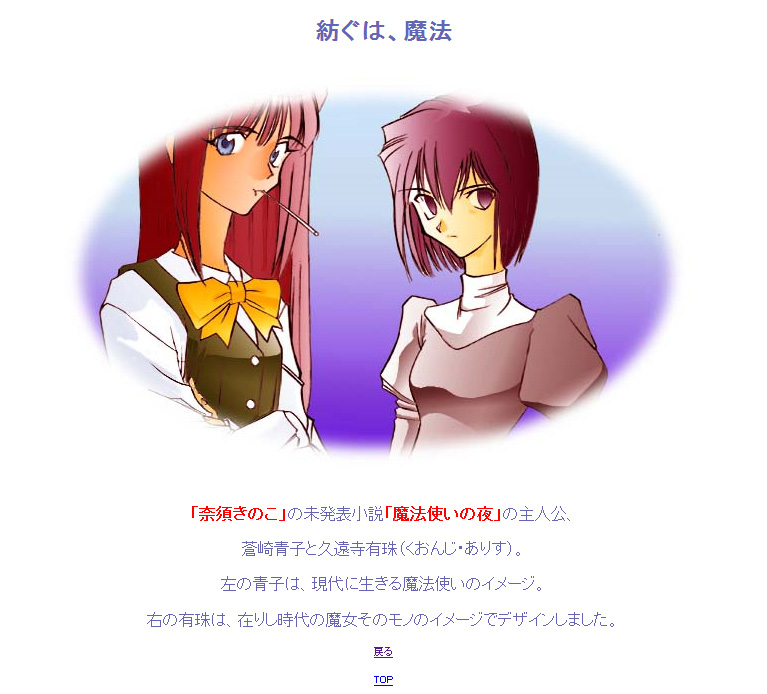 紡ぐは、魔法
「奈須きのこ」の未発表小説「魔法使いの夜」の主人公、
蒼崎青子と久遠寺有珠（くおんじ・ありす）。
左の青子は、現代に生きる魔法使いのイメージ。
右の有珠は、在りし時代の魔女そのモノのイメージでデザインしました。
戻る
TOP